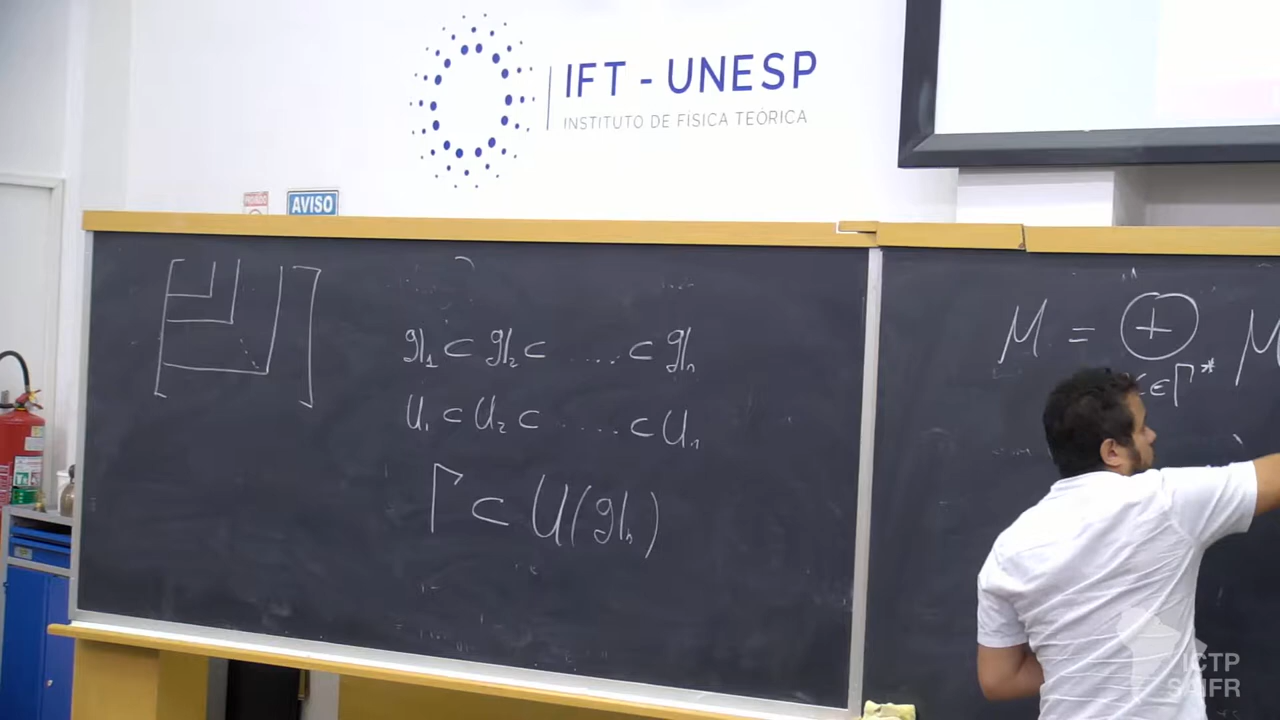 IFT - UNESP
INSTITUTO DE FÍSICA TEÓRICA
AVISO
gl₁ ⊂ gl₂ ⊂ ..... ⊂ glₙ
U₁ ⊂ U₂ ⊂ ..... ⊂ Uₙ
Γ ⊂ U(glₙ)
M = ⊕ M
∈ Γ*
ICTP
SAIFR